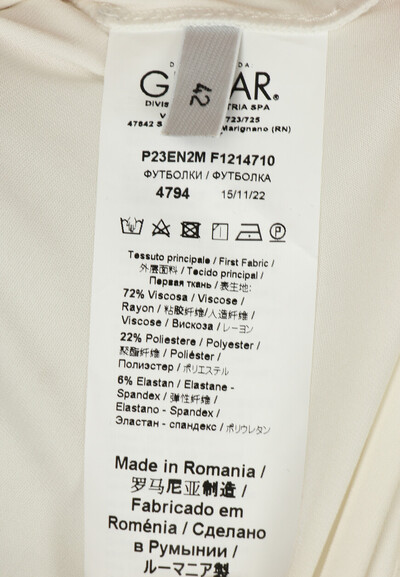 42
P23EN2M F1214710
ФУТБОЛКИ / ФУТБОЛКА
4794 15/11/22
Tessuto principale / First Fabric /
外层面料 / Tecido principal /
Первая ткань / 表生地:
72% Viscosa / Viscose /
Rayon / 粘胶纤维/人造纤维 /
Viscose / Вискоза / レーヨン
22% Poliestere / Polyester /
聚酯纤维 / Poliéster /
Полиэстер / ポリエステル
6% Elastan / Elastane -
Spandex / 弹性纤维 /
Elastano - Spandex /
Эластан - спандекс / ポリウレタン
Made in Romania /
罗马尼亚制造 /
Fabricado em
Roménia / Сделано
в Румынии /
ルーマニア製